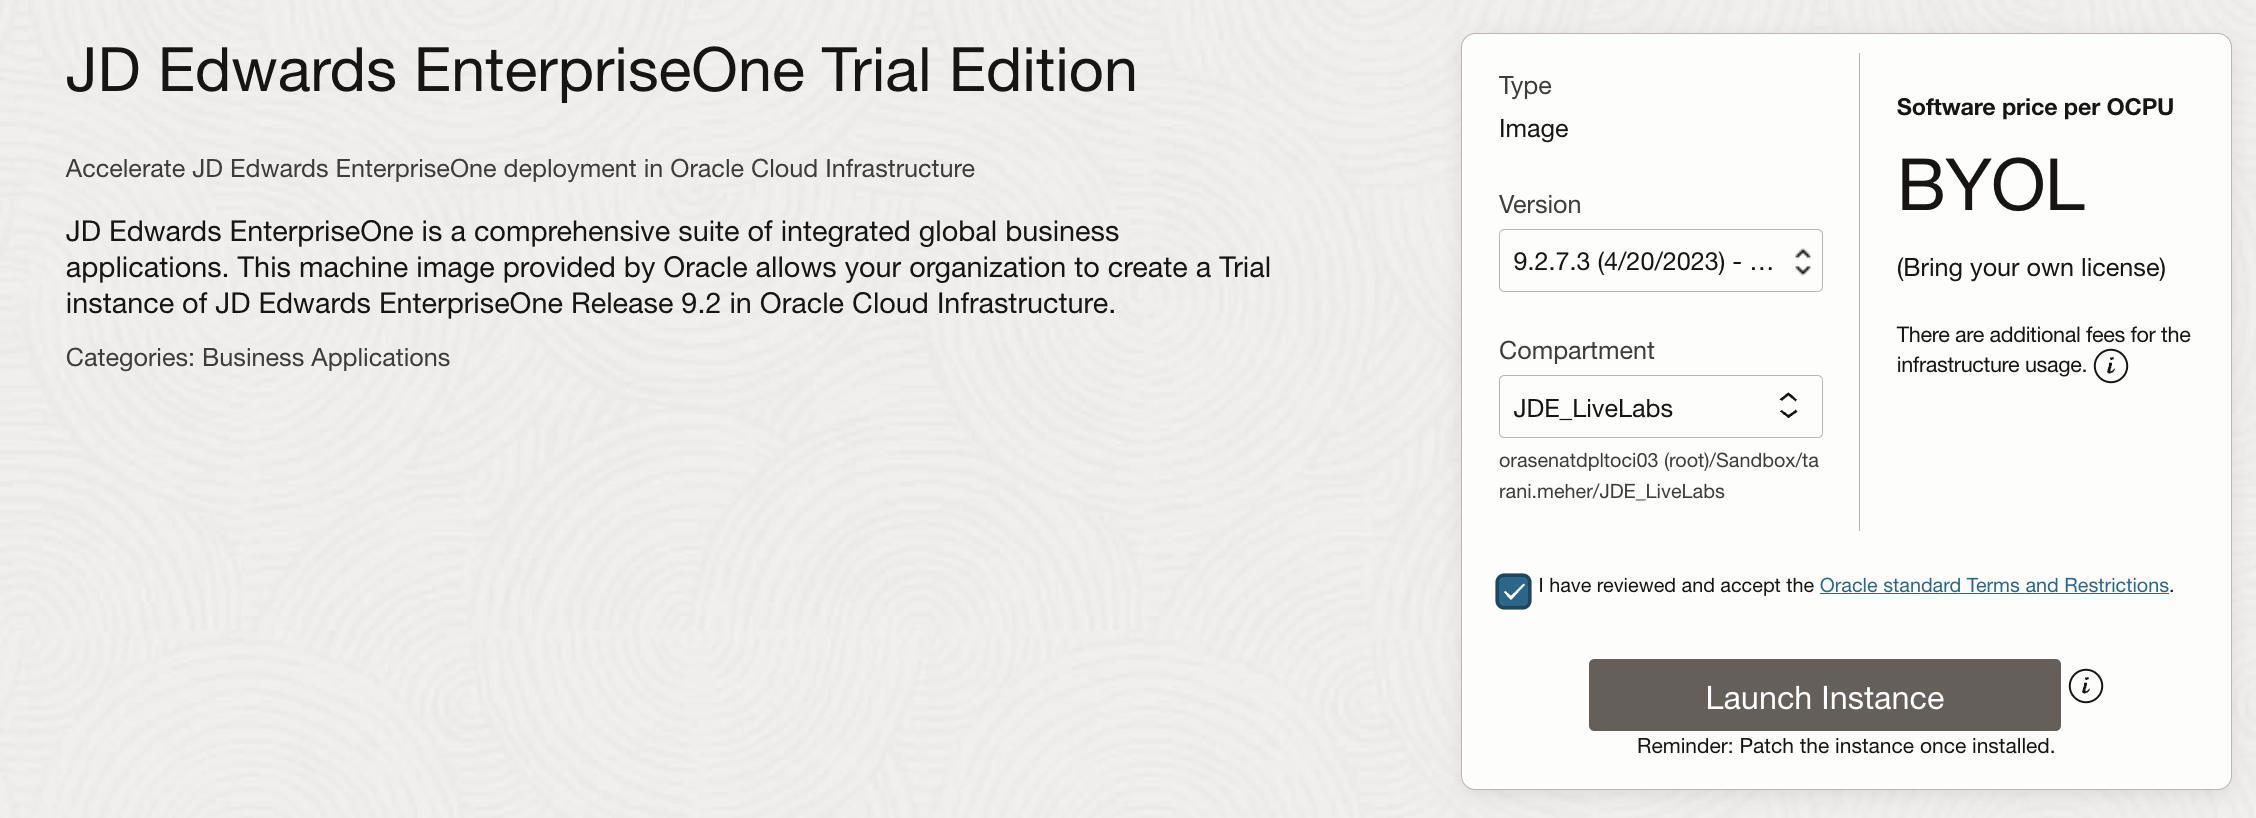 JD Edwards EnterpriseOne Trial Edition
Accelerate JD Edwards EnterpriseOne deployment in Oracle Cloud Infrastructure
JD Edwards EnterpriseOne is a comprehensive suite of integrated global business
applications. This machine image provided by Oracle allows your organization to create a Trial
instance of JD Edwards EnterpriseOne Release 9.2 in Oracle Cloud Infrastructure.
Categories: Business Applications
Type
Image
Version
9.2.7.3 (4/20/2023) - ...
Compartment
JDE_LiveLabs
orasenatdpltoci03 (root)/Sandbox/ta
rani.meher/JDE_LiveLabs
Software price per OCPU
BYOL
(Bring your own license)
There are additional fees for the
infrastructure usage. i
I have reviewed and accept the Oracle standard Terms and Restrictions.
Launch Instance i
Reminder: Patch the instance once installed.